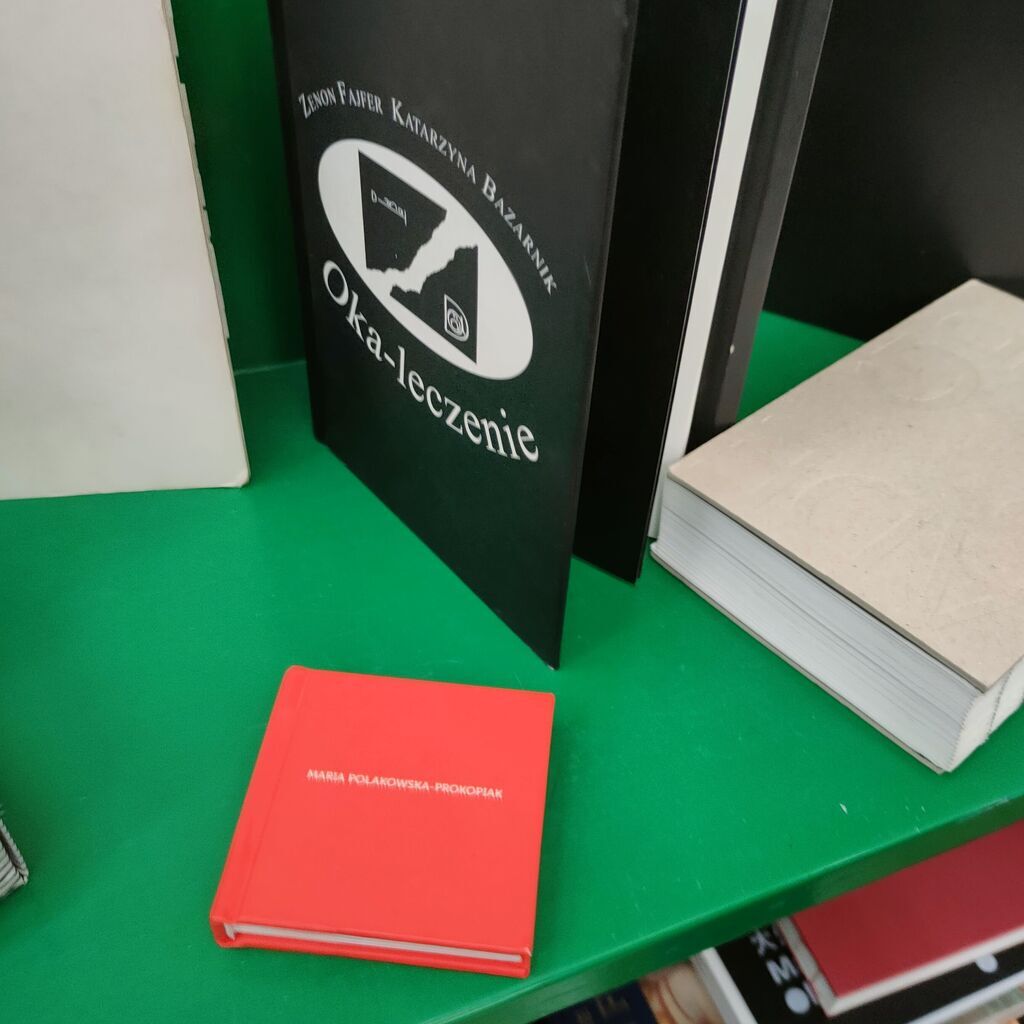 ZENON FAJFER KATARZYNA BAZARNIK
Oka-leczenie
MARIA POLAKOWSKA-PROKOPIAK